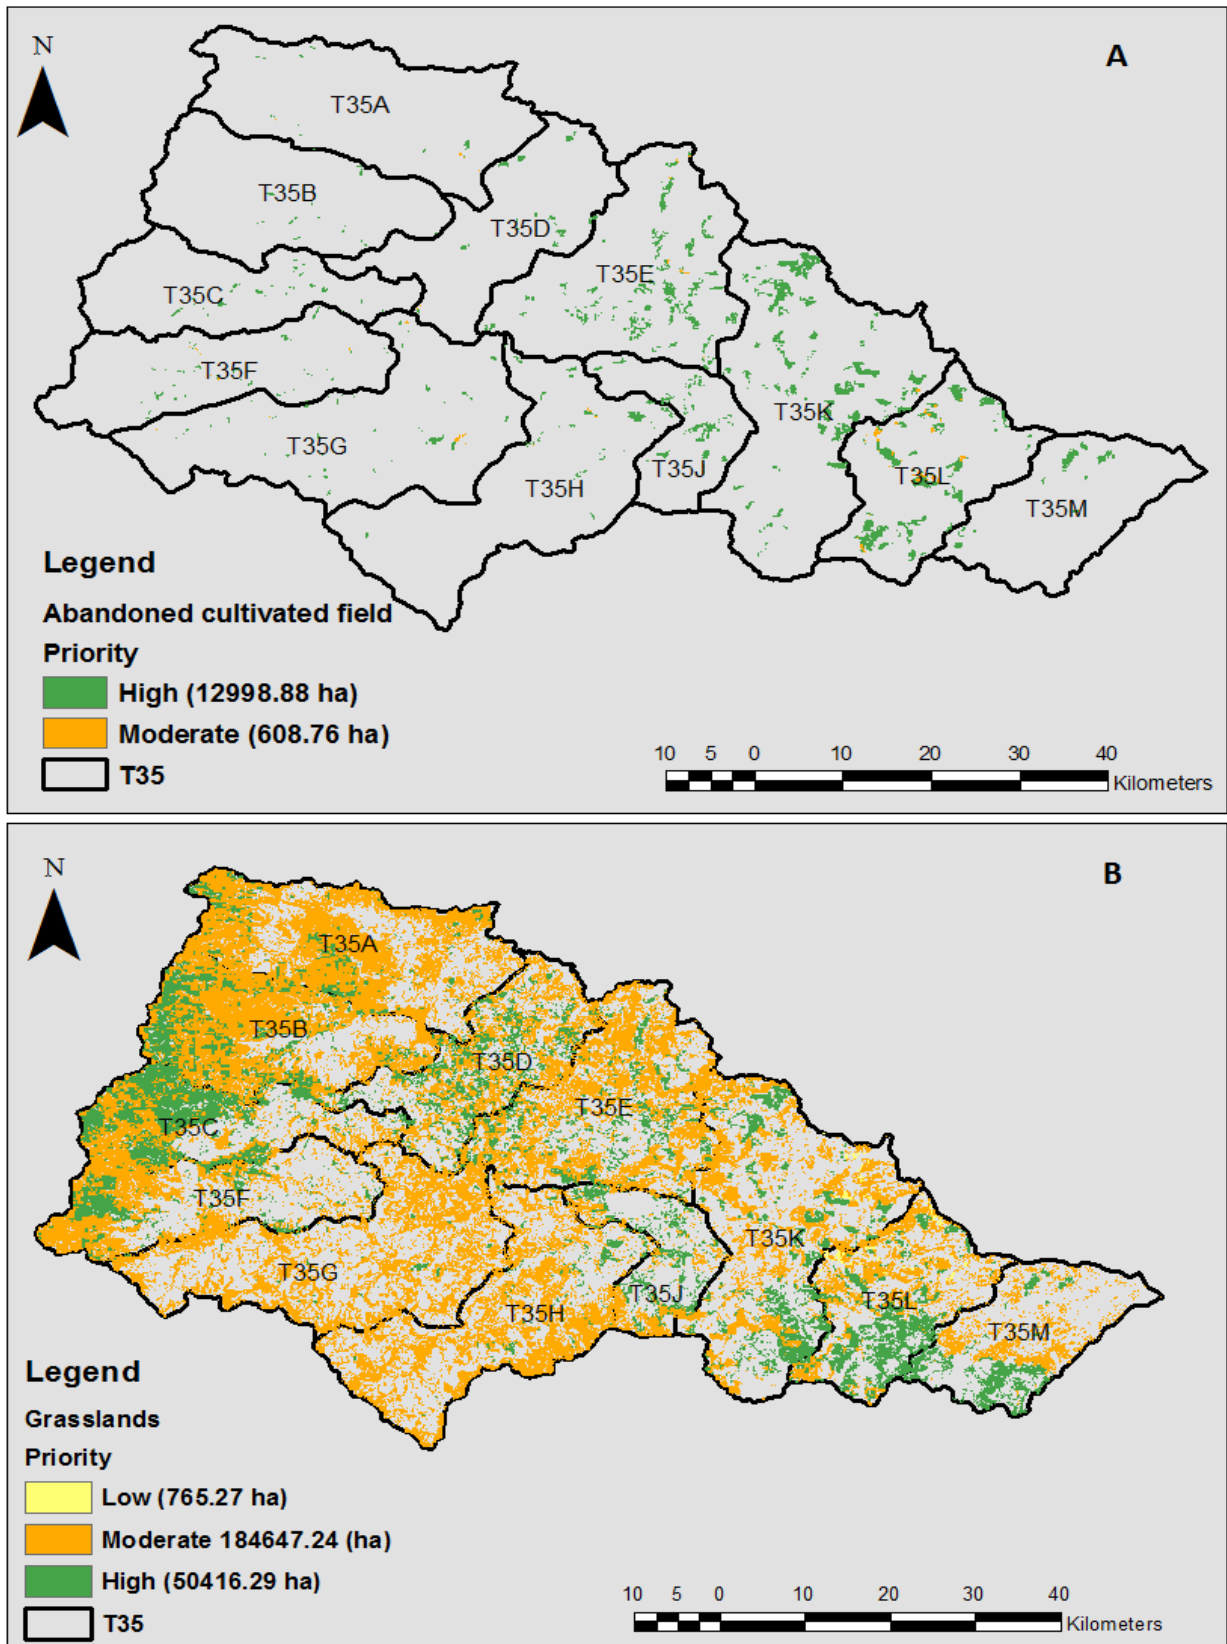 A
N
T35A
T35B
T35D
T35E
T35C
T35F
T35K
T35G
T35J
T35L
T35H
T35M
Legend
Abandoned cultivated field
Priority
High (12998.88 ha)
Moderate (608.76 ha)
T35
10 5 0 10 20 30 40
Kilometers
B
N
T35A
T35B
T35D
T35E
T35C
T35F
T35K
T35G
T35J
T35L
T35H
T35M
Legend
Grasslands
Priority
Low (765.27 ha)
Moderate 184647.24 (ha)
High (50416.29 ha)
T35
10 5 0 10 20 30 40
Kilometers